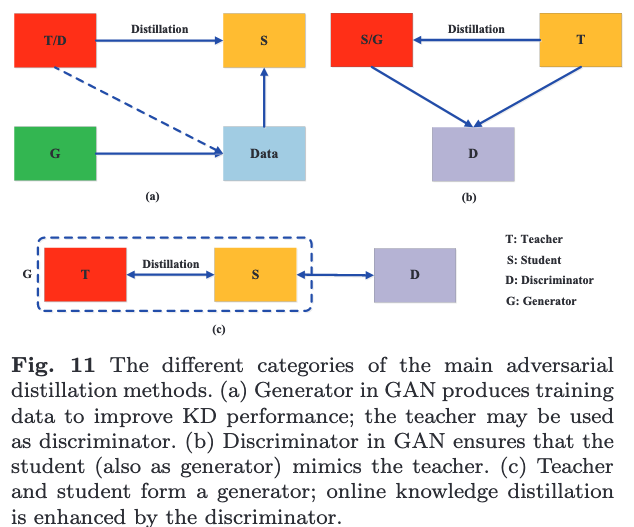 Distillation
T/D
S
G
Data
(a)
Distillation
S/G
T
D
(b)
G
T
Distillation
S
D
(c)
T: Teacher
S: Student
D: Discriminator
G: Generator
Fig. 11 The different categories of the main adversarial
distillation methods. (a) Generator in GAN produces training
data to improve KD performance; the teacher may be used
as discriminator. (b) Discriminator in GAN ensures that the
student (also as generator) mimics the teacher. (c) Teacher
and student form a generator; online knowledge distillation
is enhanced by the discriminator.